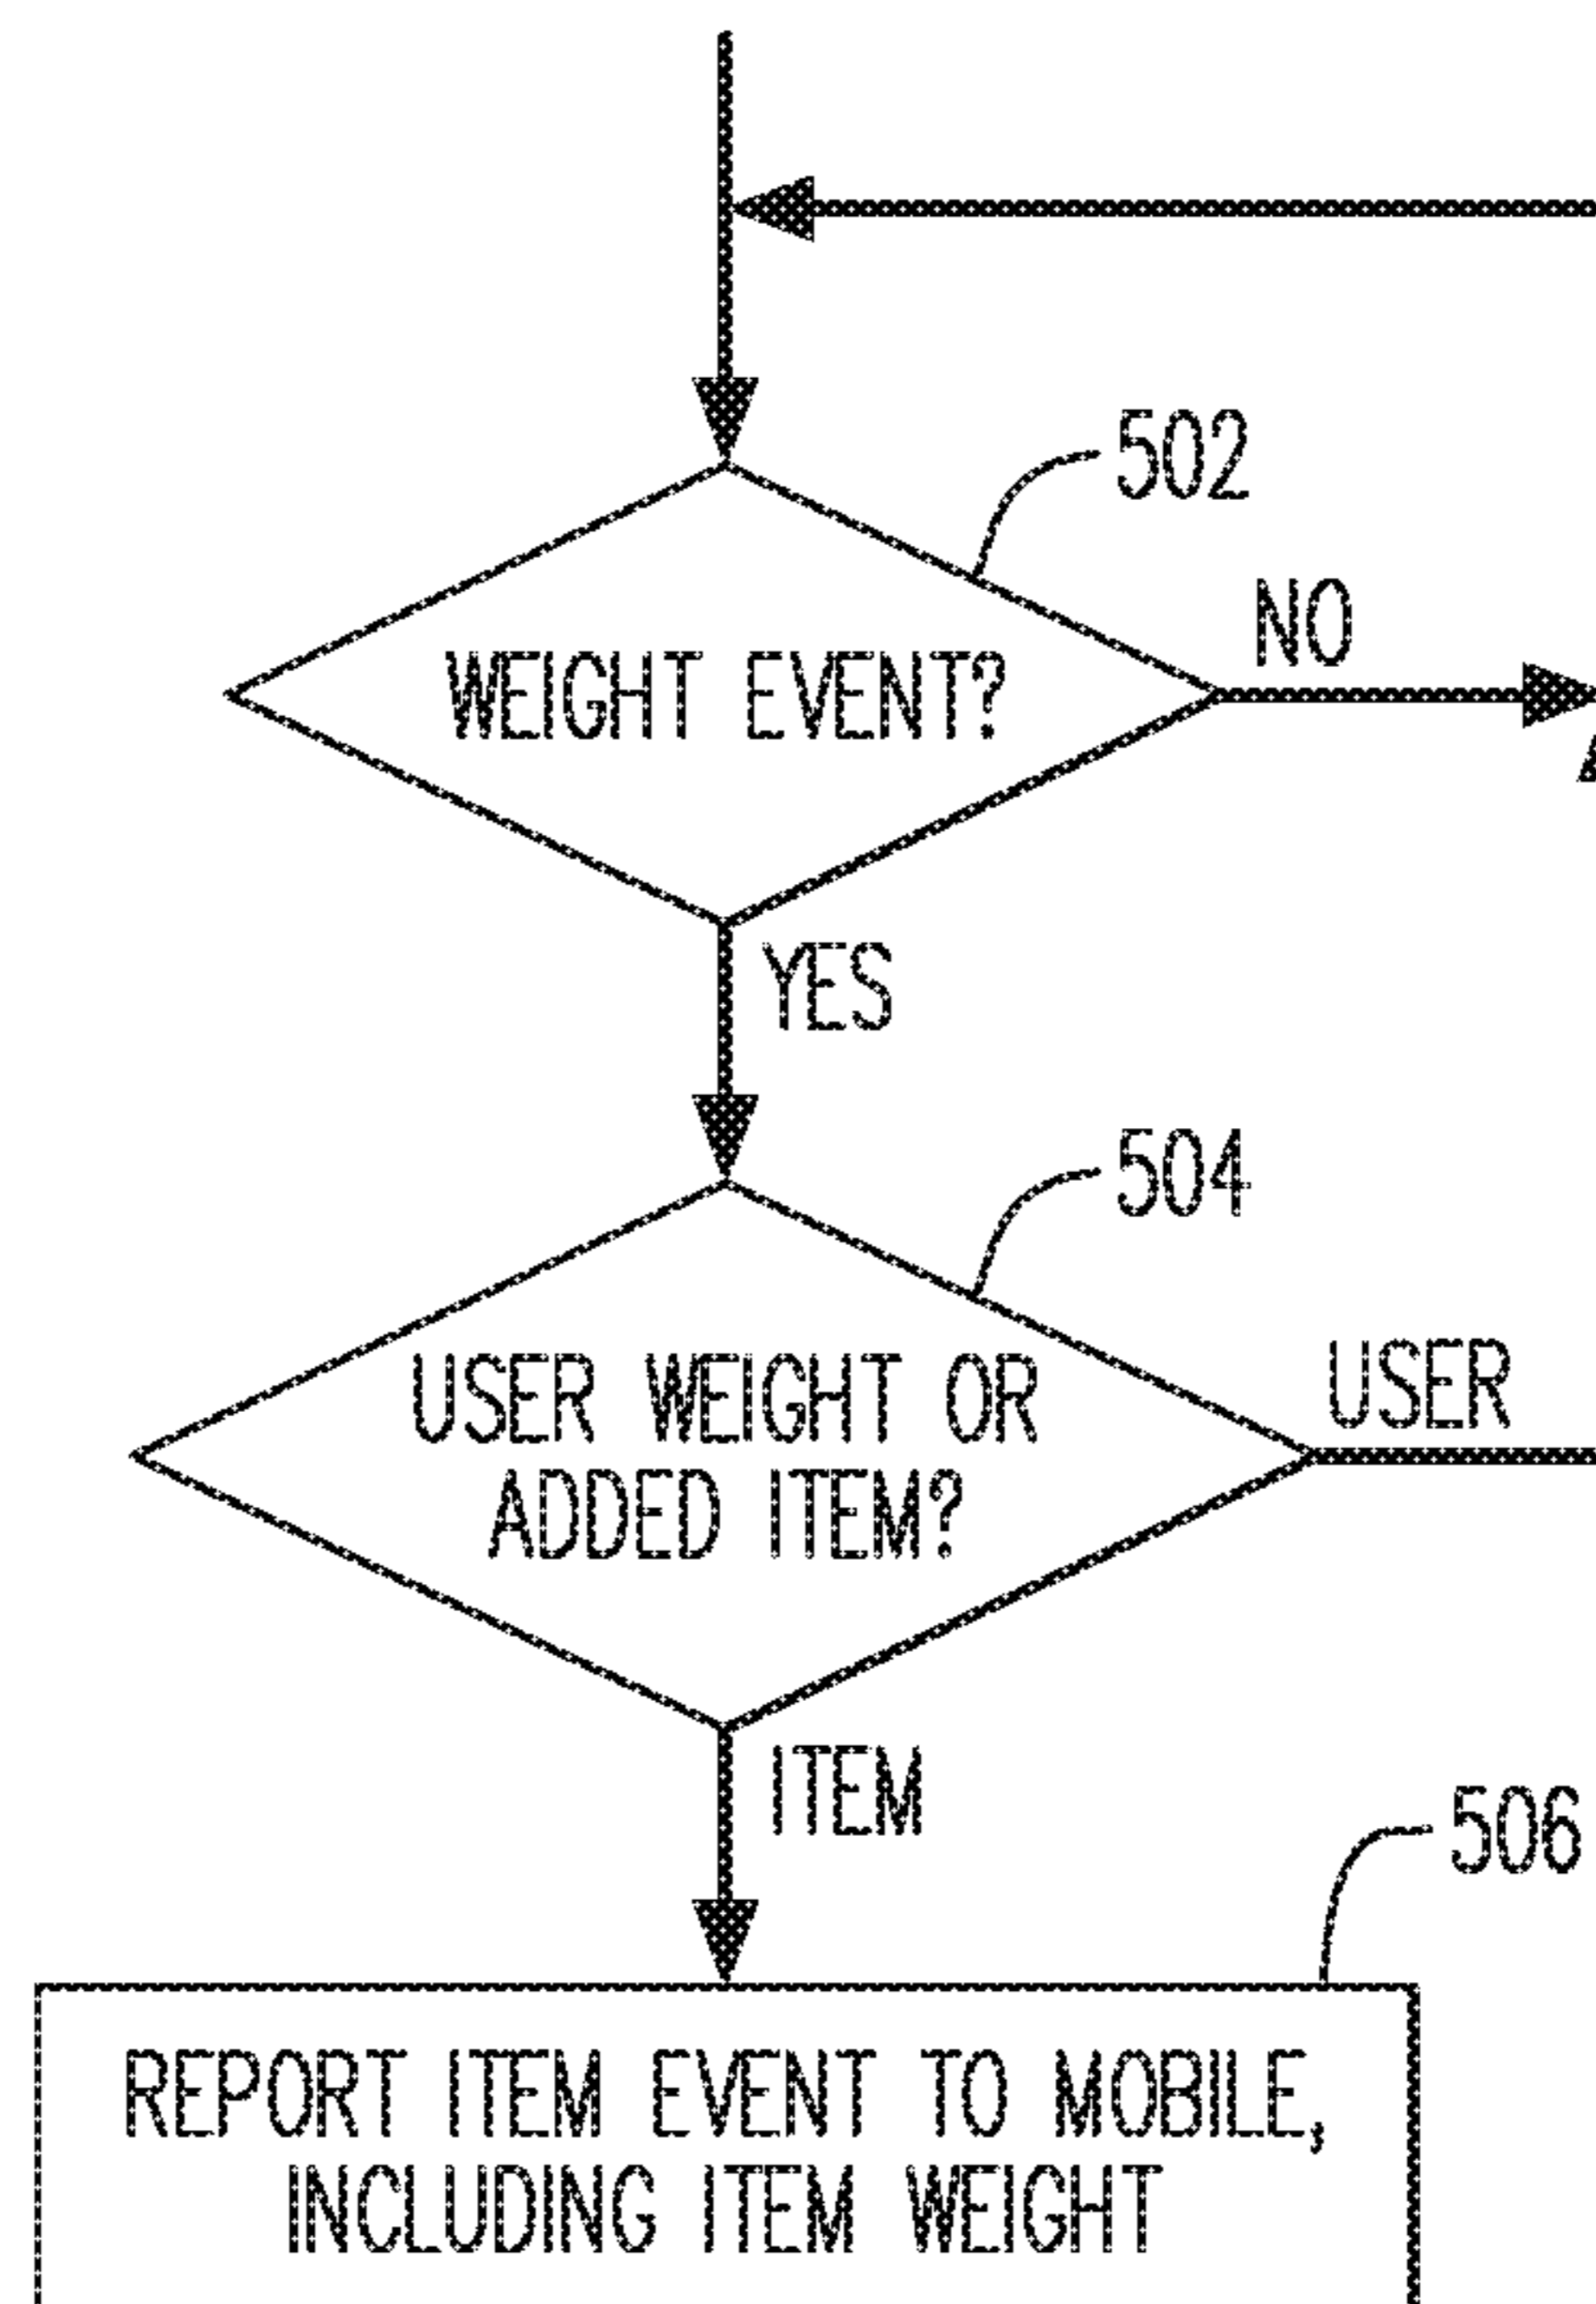 502
WEIGHT EVENT?
NO
YES
504
USER WEIGHT OR
ADDED ITEM?
USER
ITEM
506
REPORT ITEM EVENT TO MOBILE,
INCLUDING ITEM WEIGHT